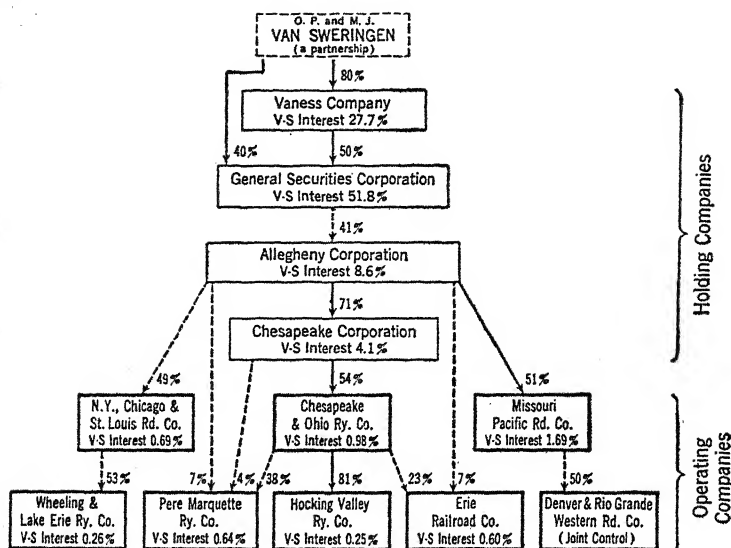 O. P. and M. J.
VAN SWERINGEN
(a partnership)
80%
Vaness Company
V-S Interest 27.7%
40%
50%
General Securities Corporation
V-S Interest 51.8%
41%
Allegheny Corporation
V-S Interest 8.6%
71%
Chesapeake Corporation
V-S Interest 4.1%
Holding Companies
49%
54%
51%
N.Y., Chicago &
St. Louis Rd. Co.
V-S Interest 0.69%
Chesapeake
& Ohio Ry. Co.
V-S Interest 0.98%
Missouri
Pacific Rd. Co.
V-S Interest 1.69%
53%
7%
4%
38%
81%
23%
7%
50%
Wheeling &
Lake Erie Ry. Co.
V-S Interest 0.26%
Pere Marquette
Ry. Co.
V-S Interest 0.64%
Hocking Valley
Ry. Co.
V-S Interest 0.25%
Erie
Railroad Co.
V-S Interest 0.60%
Denver & Rio Grande
Western Rd. Co.
(Joint Control)
Operating
Companies